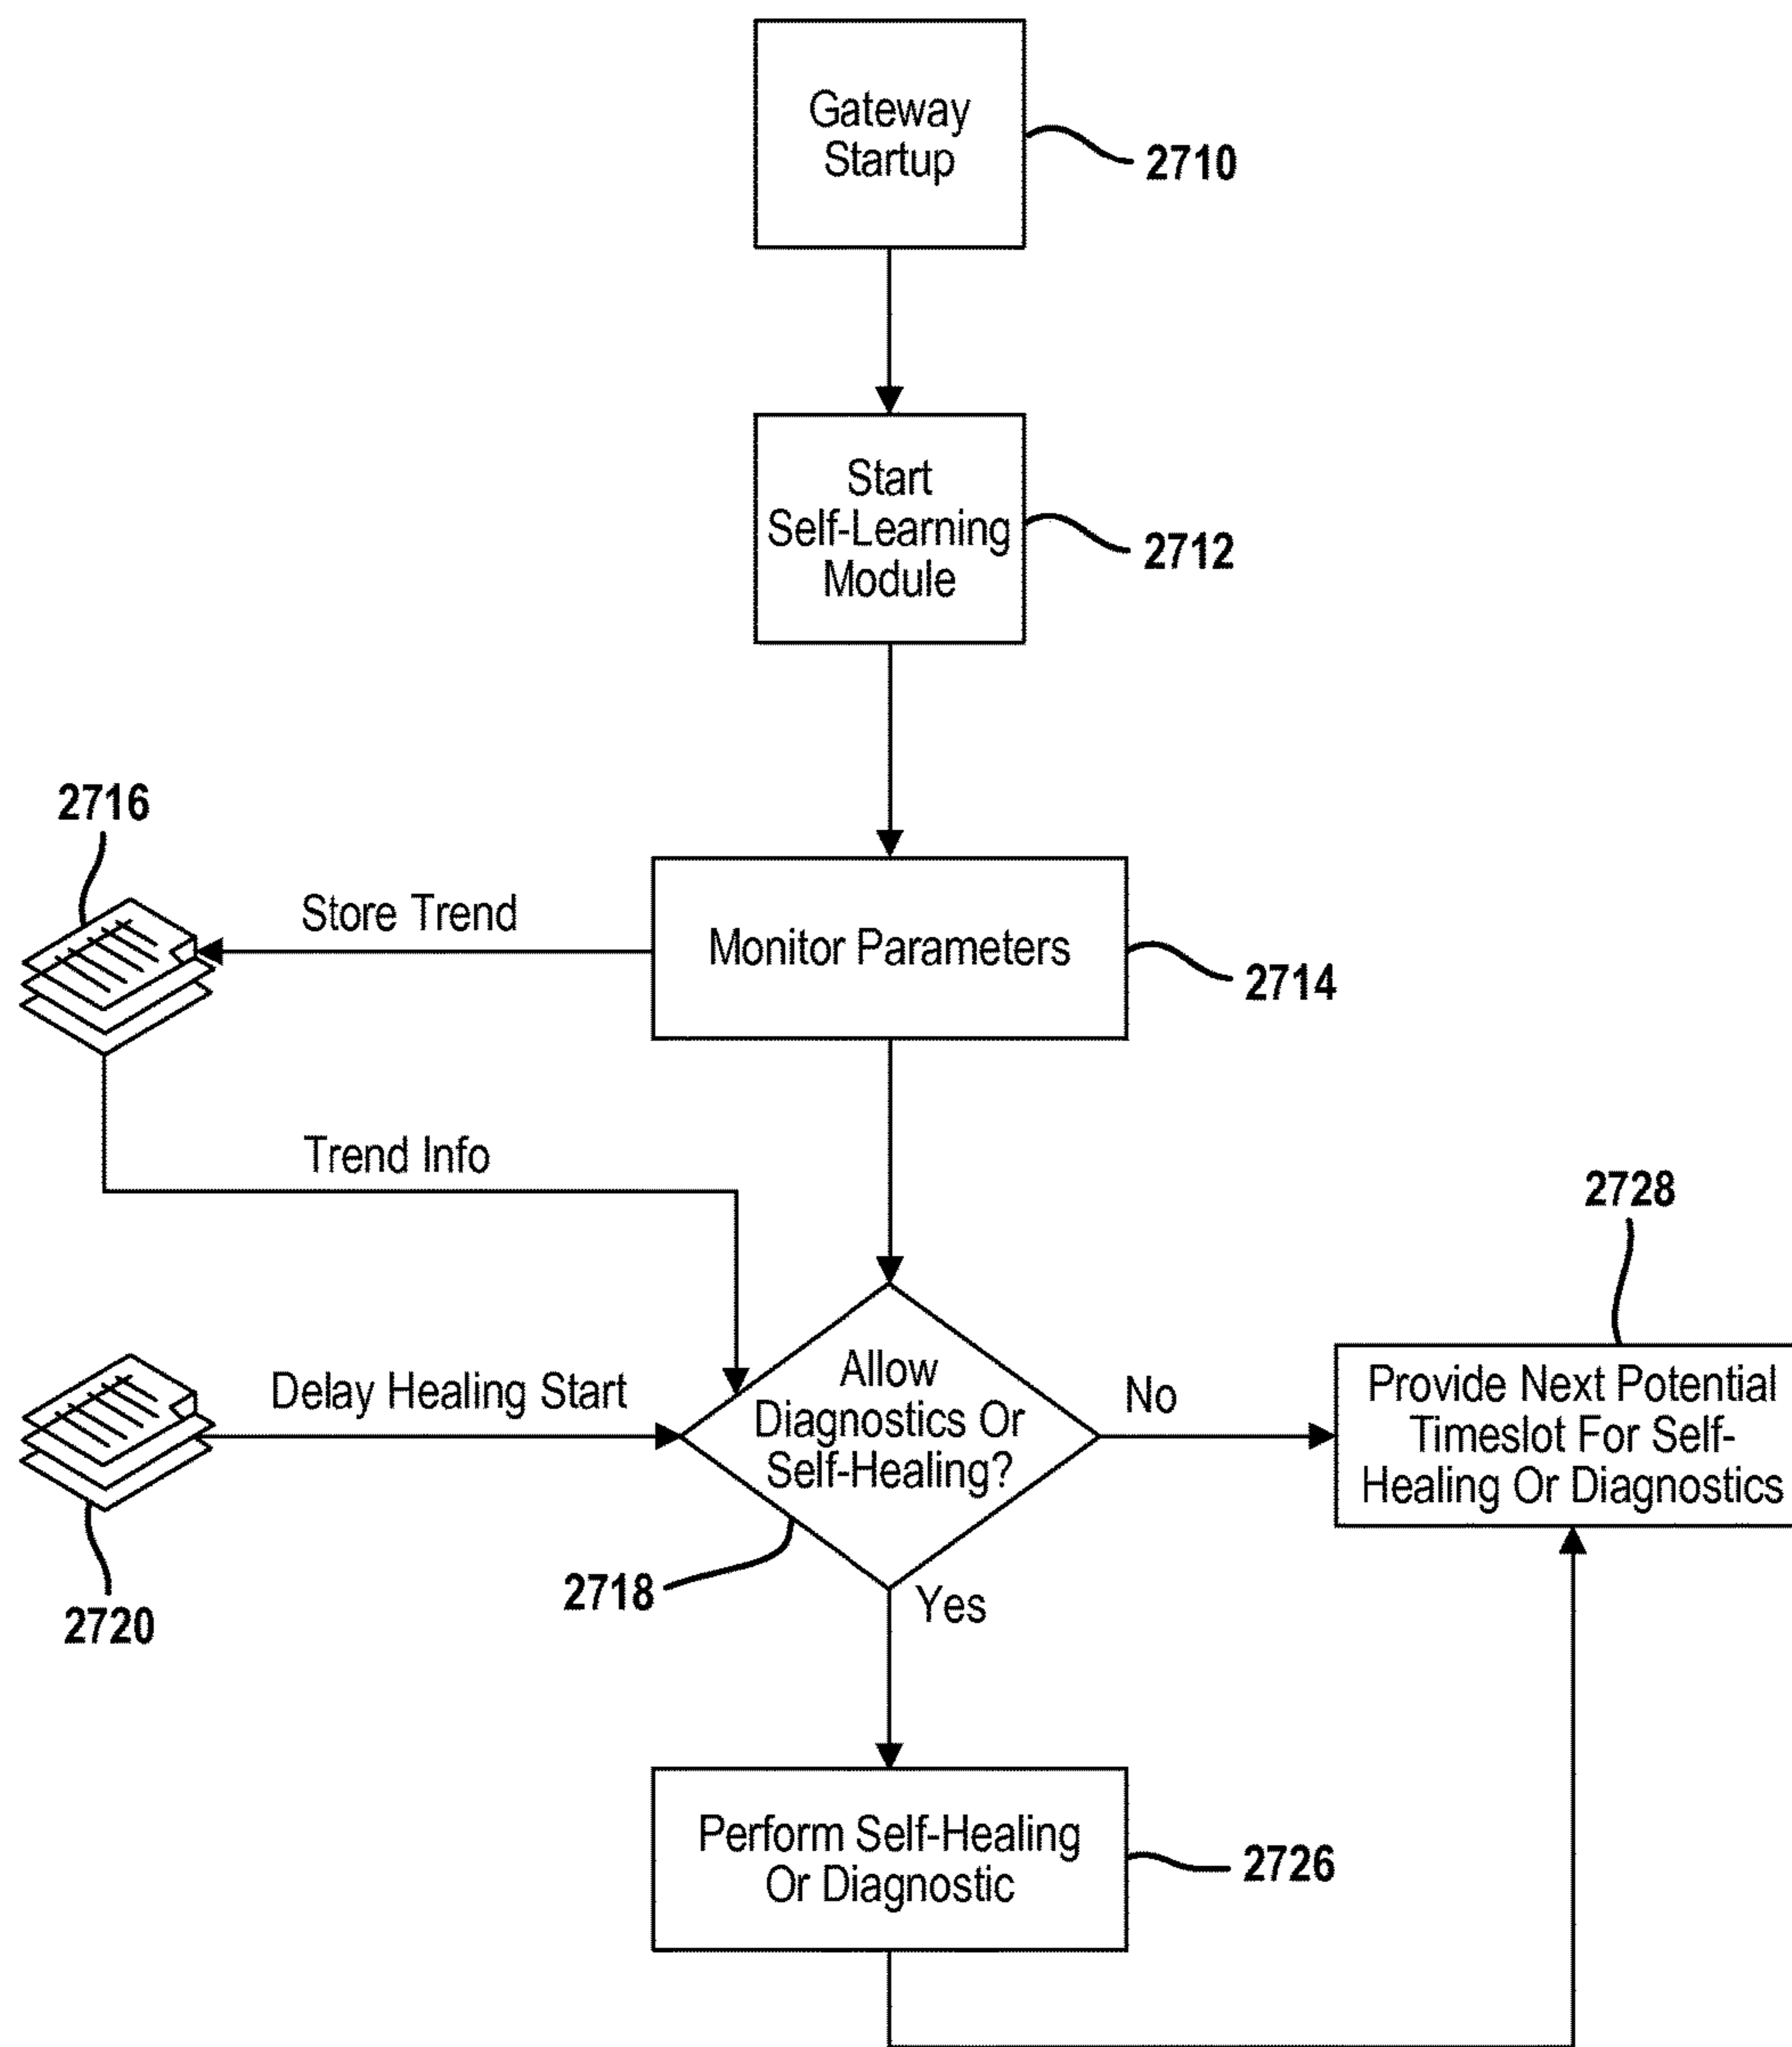 Gateway
Startup
2710
Start
Self-Learning
Module
2712
2716
Store Trend
Monitor Parameters
2714
Trend Info
2728
Delay Healing Start
Allow
Diagnostics Or
Self-Healing?
No
Provide Next Potential
Timeslot For Self-
Healing Or Diagnostics
2720
2718
Yes
Perform Self-Healing
Or Diagnostic
2726